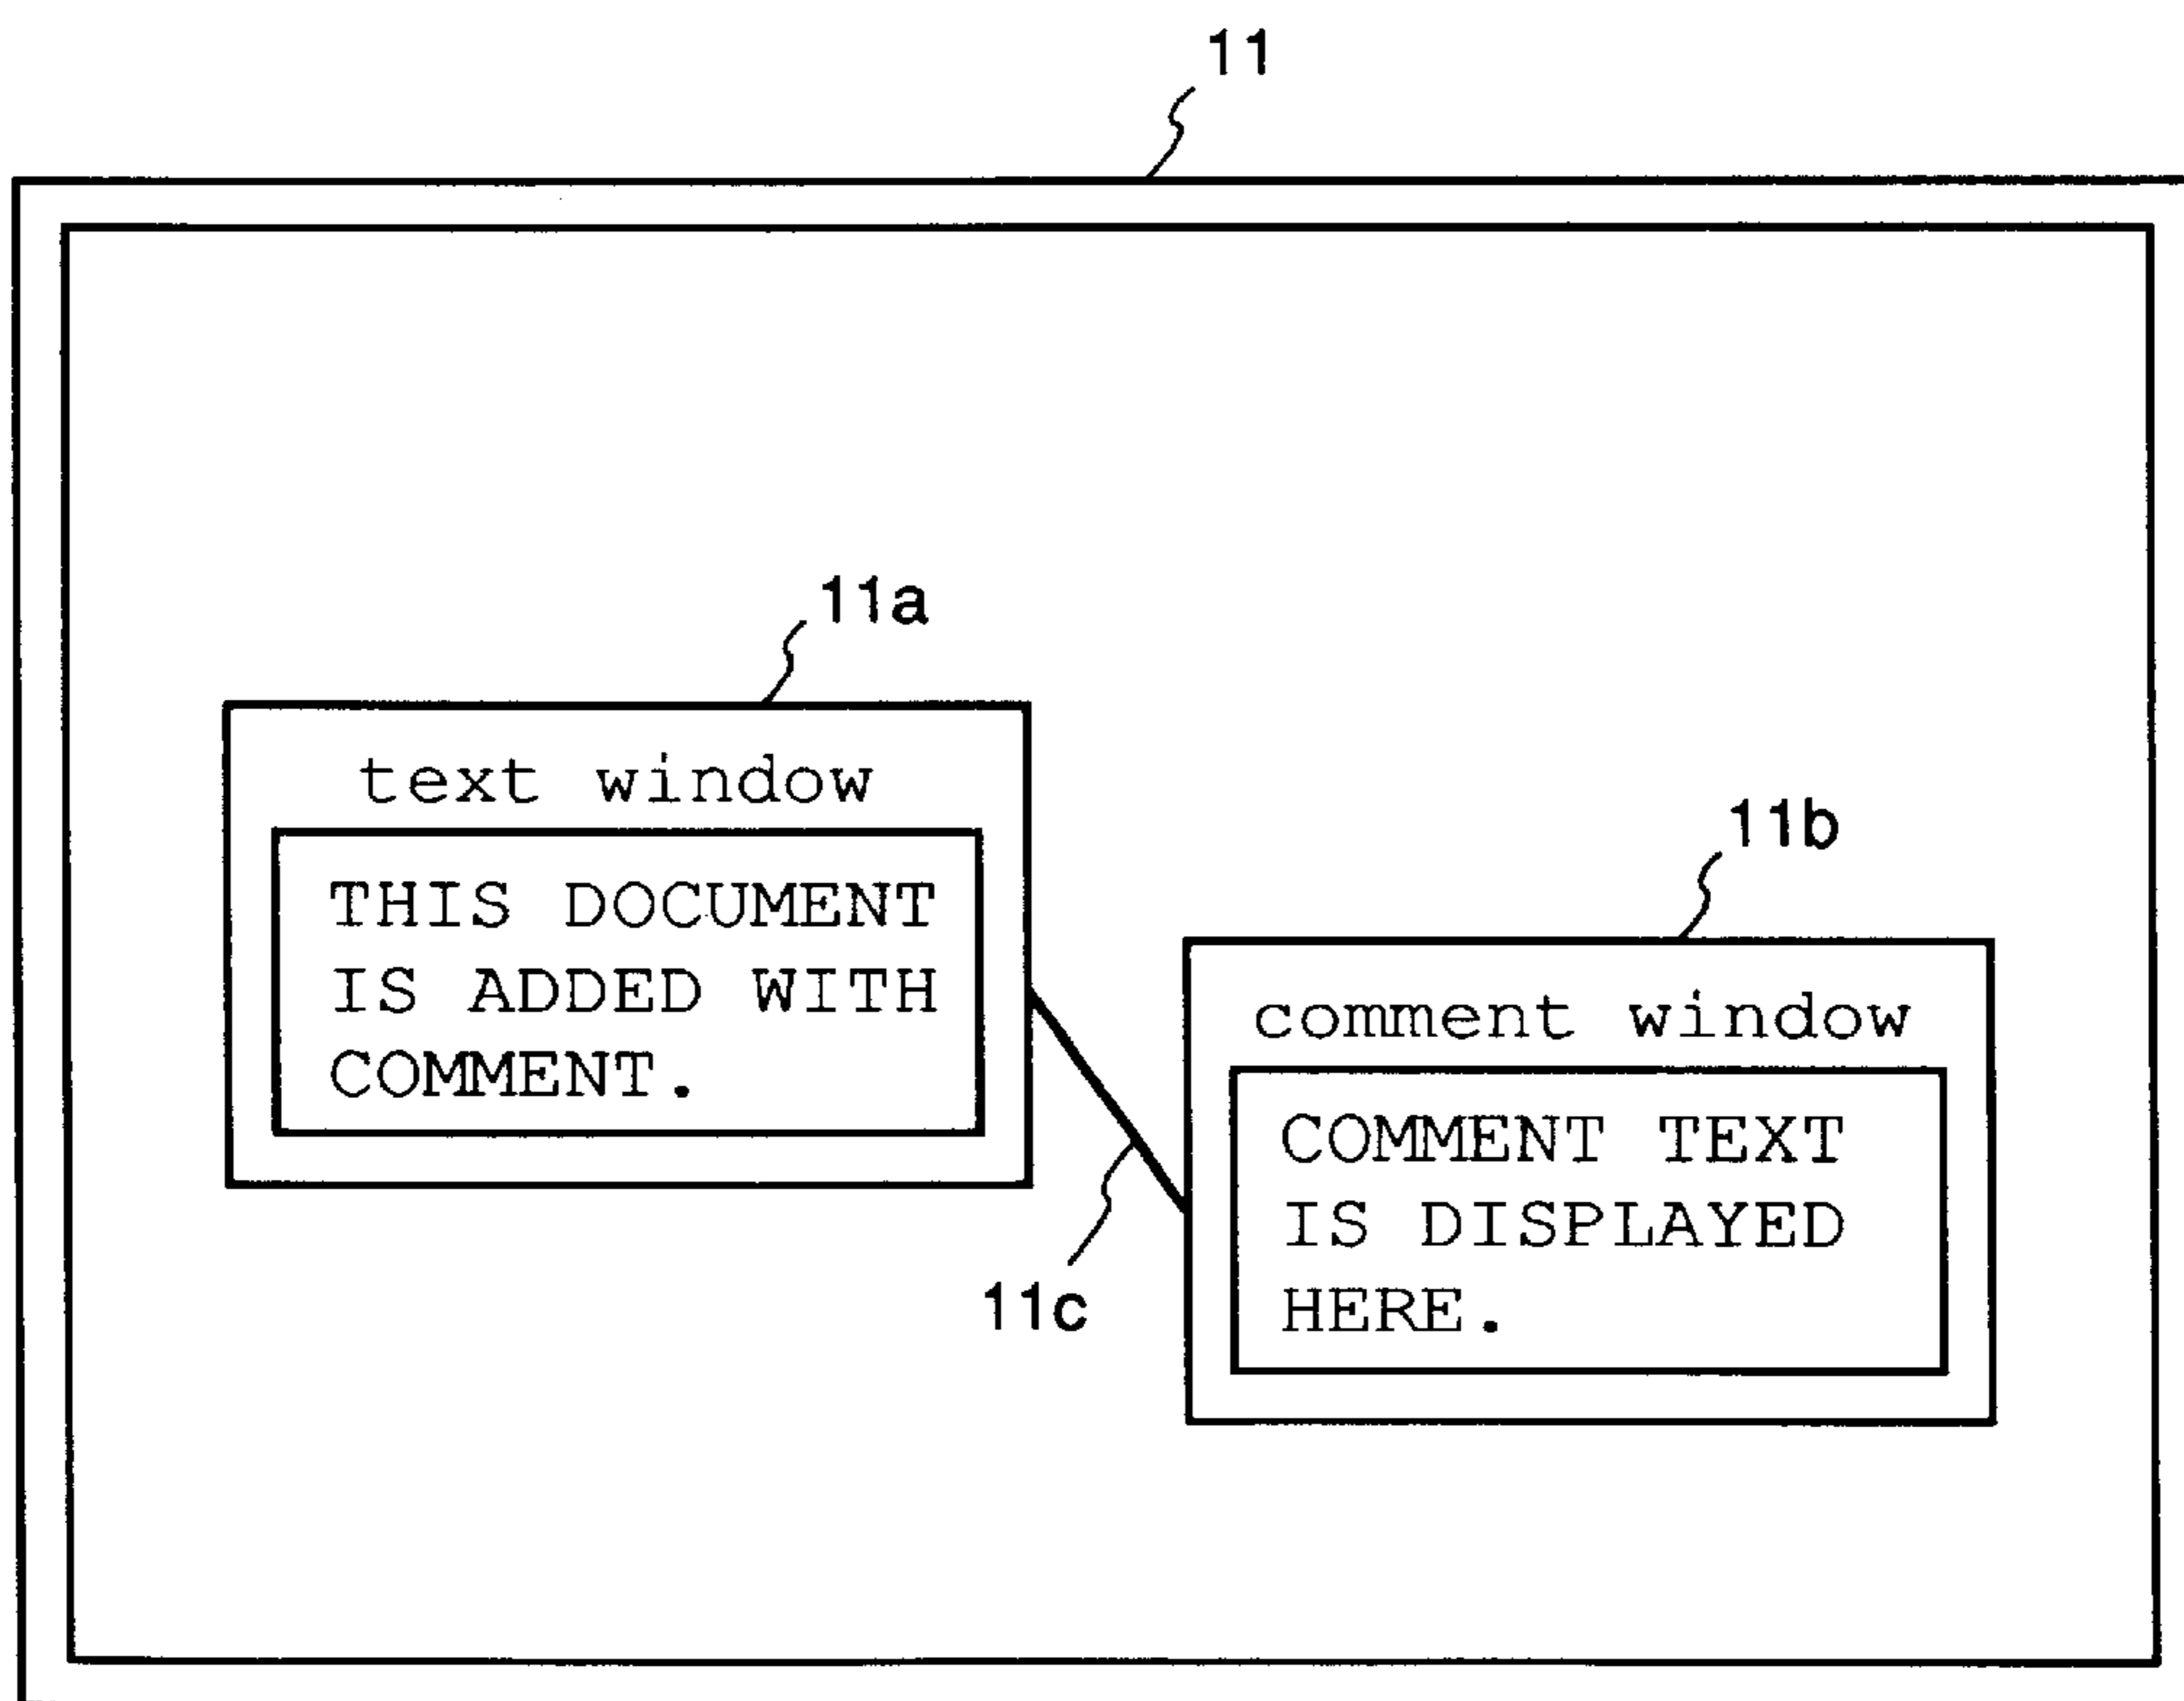 11
11a
text window
THIS DOCUMENT
IS ADDED WITH
COMMENT.
11b
comment window
COMMENT TEXT
IS DISPLAYED
HERE.
11c